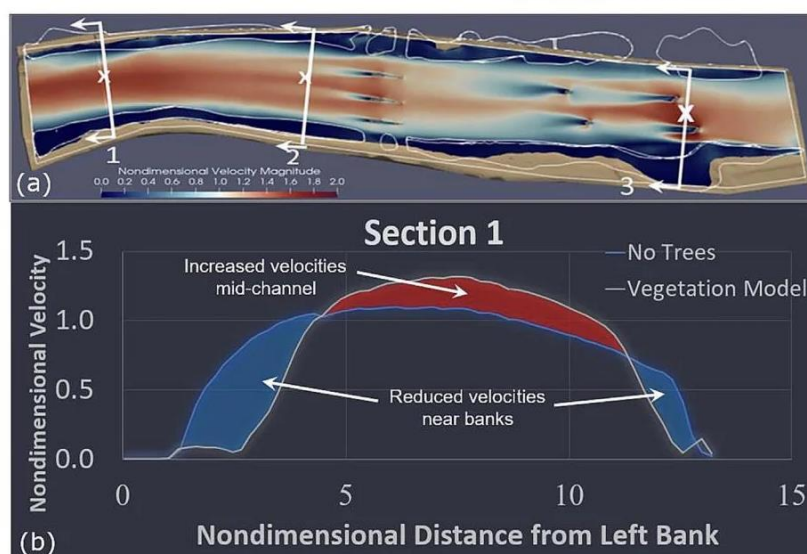 1
2
3
Nondimensional Velocity Magnitude
0.0 0.2 0.4 0.6 0.8 1.0 1.2 1.4 1.6 1.8 2.0
(a)
Section 1
No Trees
Vegetation Model
Increased velocities
mid-channel
Reduced velocities
near banks
Nondimensional Velocity
1.5
1.0
0.5
0.0
0 5 10 15
Nondimensional Distance from Left Bank
(b)